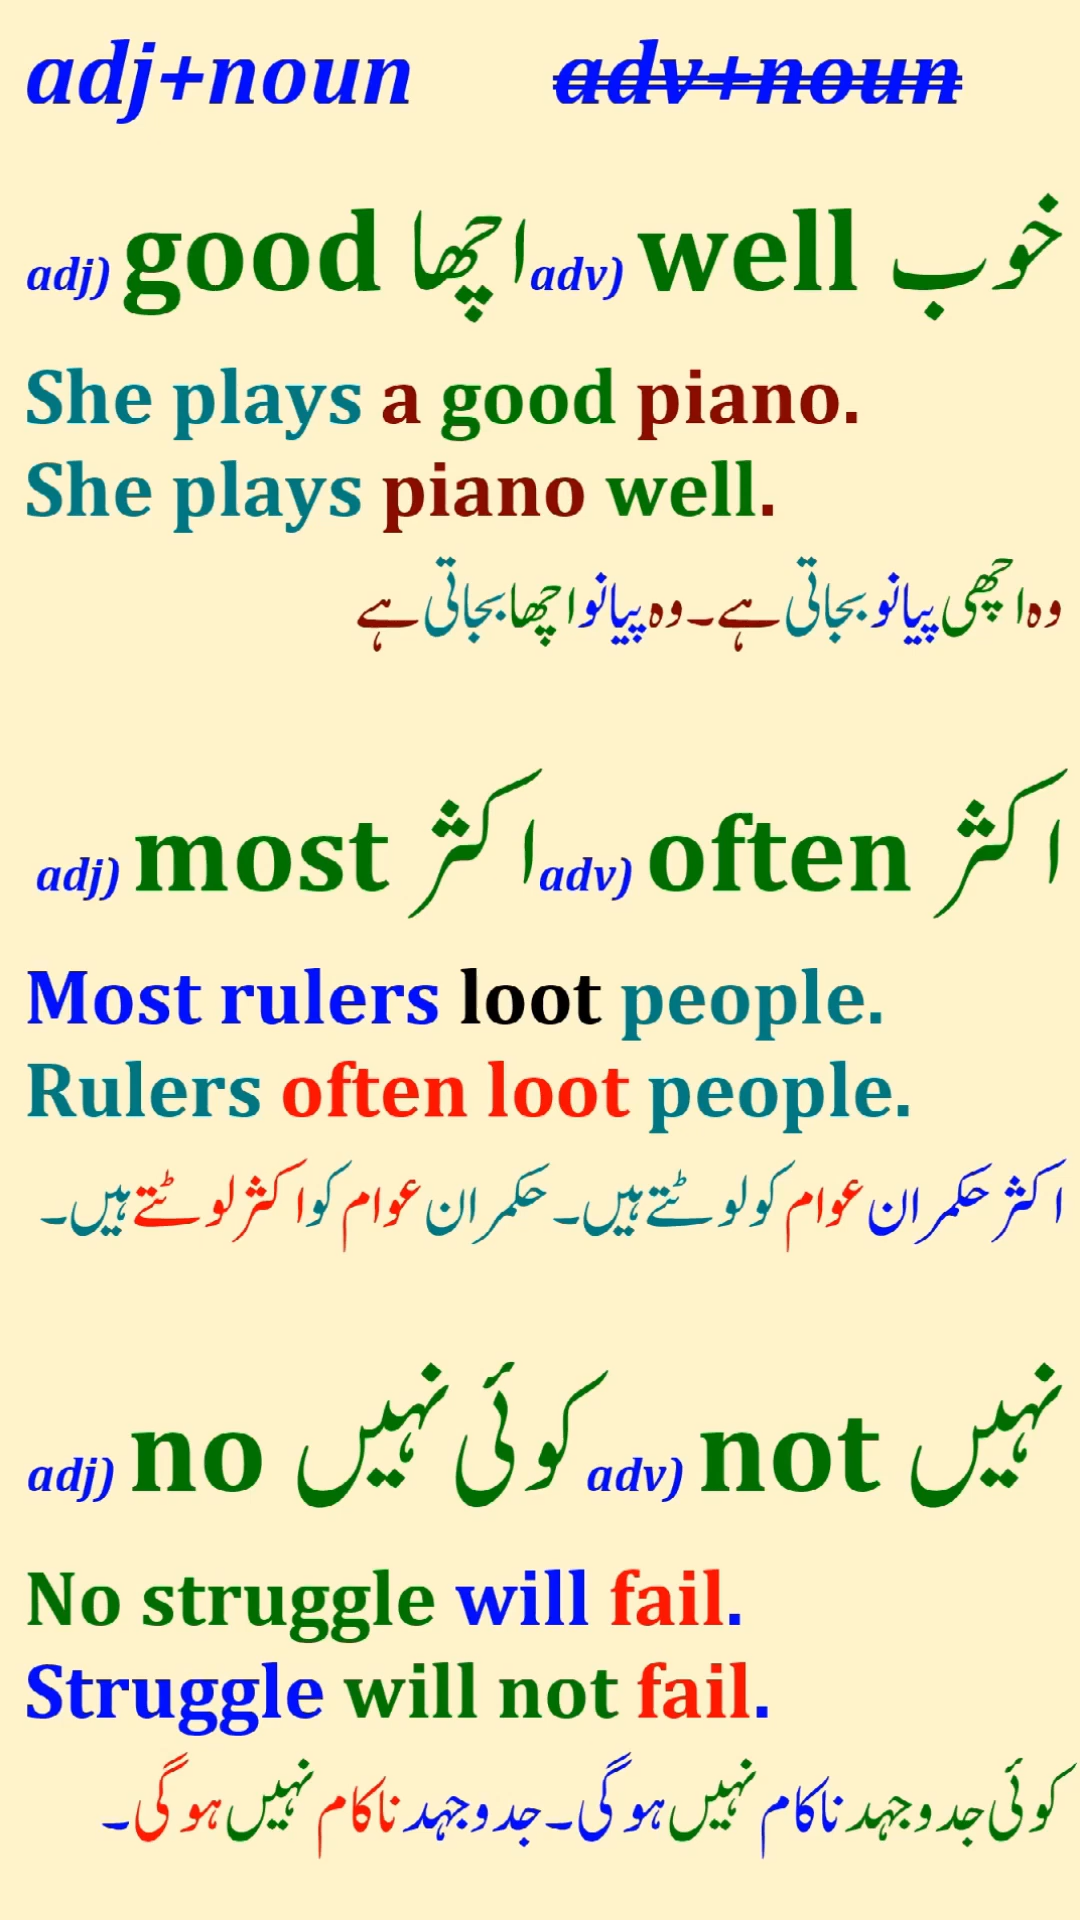 adj+noun adv+noun
adj) good اچھا adv) well خوب
She plays a good piano.
She plays piano well.
وہ اچھی پیانو بجاتی ہے۔وہ پیانو اچھا بجاتی ہے
adj) most اکثر adv) often اکثر
Most rulers loot people.
Rulers often loot people.
اکثر حکمران عوام کو لوٹتے ہیں۔ حکمران عوام کو اکثر لوٹتے ہیں۔
adj) no کوئی نہیں adv) not نہیں
No struggle will fail.
Struggle will not fail.
کوئی جدوجہد ناکام نہیں ہو گی۔جدوجہد ناکام نہیں ہو گی۔